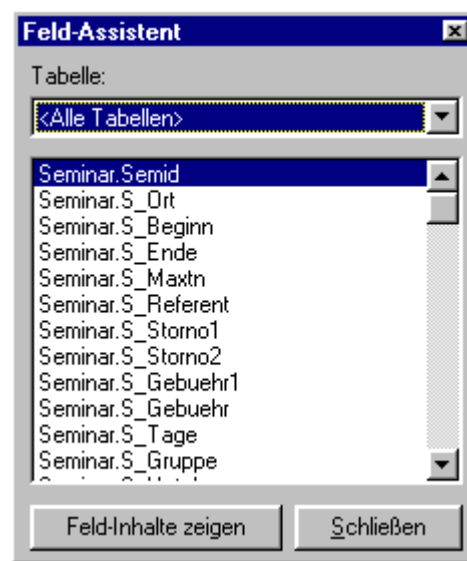 Feld-Assistent
Tabelle:
<Alle Tabellen>
Seminar.Semid
Seminar.S_Ort
Seminar.S_Beginn
Seminar.S_Ende
Seminar.S_Maxtn
Seminar.S_Referent
Seminar.S_Storno1
Seminar.S_Storno2
Seminar.S_Gebuehr1
Seminar.S_Gebuehr
Seminar.S_Tage
Seminar.S_Gruppe
Feld-Inhalte zeigen
Schließen